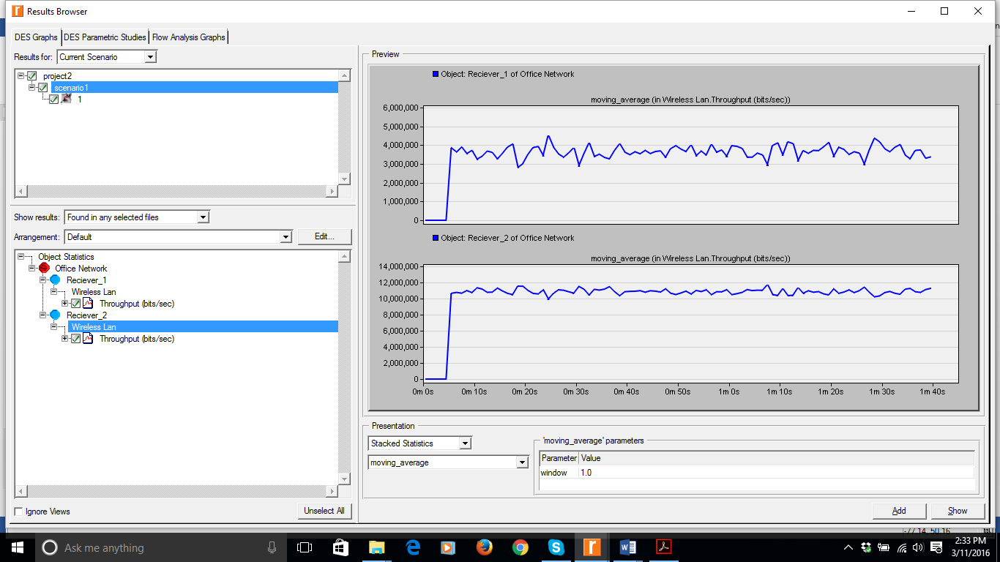 Results Browser
DES Graphs DES Parametric Studies Flow Analysis Graphs
Results for: Current Scenario
project2
scenario1
1
Show results: Found in any selected files
Arrangement: Default Edit...
Object Statistics
Office Network
Reciever_1
Wireless Lan
Throughput (bits/sec)
Reciever_2
Wireless Lan
Throughput (bits/sec)
Ignore Views Unselect All
Preview
Object: Reciever_1 of Office Network
moving_average (in Wireless Lan.Throughput (bits/sec))
6,000,000
5,000,000
4,000,000
3,000,000
2,000,000
1,000,000
0
Object: Reciever_2 of Office Network
moving_average (in Wireless Lan.Throughput (bits/sec))
14,000,000
12,000,000
10,000,000
8,000,000
6,000,000
4,000,000
2,000,000
0
0m 0s 0m 10s 0m 20s 0m 30s 0m 40s 0m 50s 1m 0s 1m 10s 1m 20s 1m 30s 1m 40s
Presentation
Stacked Statistics
moving_average
'moving_average' parameters
Parameter Value
window 1.0
Add Show
Ask me anything
2:33 PM
3/11/2016